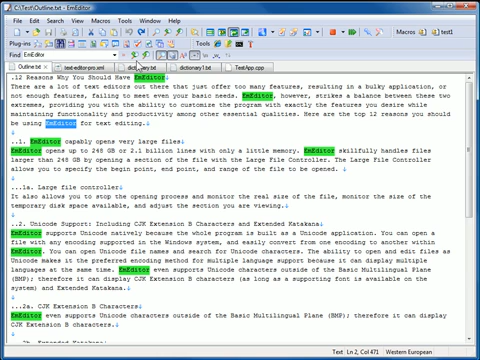 C:\Test\Outline.txt - EmEditor
File Edit Search View Macros Tools Window Help
Macros test1
Plug-ins Tools
Find EmEditor
Outline.txt text-editor-pro.xml dictionary.txt dictionary1.txt TestApp.cpp
.12 Reasons Why You Should Have EmEditor↓
There are a lot of text editors out there that just offer too many features, resulting in a bulky application, or
not enough features, failing to meet even your basic needs. EmEditor, however, strikes a balance between these two
extremes, providing you with the ability to customize the program with exactly the features you desire while
maintaining functionality and productivity among other essential qualities. Here are the top 12 reasons you should
be using EmEditor for text editing.↓
↓
..1. EmEditor capably opens very large files↓
EmEditor opens up to 248 GB or 2.1 billion lines with only a little memory. EmEditor skillfully handles files
larger than 248 GB by opening a section of the file with the Large File Controller. The Large File Controller
allows you to specify the begin point, end point, and range of the file to be opened. ↓
↓
...1a. Large file controller↓
It also allows you to stop the opening process and monitor the real size of the file, monitor the size of the
temporary disk space available, and adjust the section you are viewing.↓
↓
..2. Unicode Support: Including CJK Extension B Characters and Extended Katakana↓
EmEditor supports Unicode natively because the whole program is built as a Unicode application. You can open a
file with any encoding supported in the Windows system, and easily convert from one encoding to another within
EmEditor. You can open Unicode file names and search for Unicode characters. The ability to open and edit files as
Unicode makes it the preferred encoding method for multiple language support because it can display multiple
languages at the same time. EmEditor even supports Unicode characters outside of the Basic Multilingual Plane
(BMP); therefore it can display CJK Extension B characters (as long as a supporting font is available on the
system) and Extended Katakana.↓
↓
...2a. CJK Extension B Characters↓
EmEditor even supports Unicode characters outside of the Basic Multilingual Plane (BMP); therefore it can display
CJK Extension B characters.↓
↓
...2b. Extended Katakana↓
Text Ln 2, Col 471 Western European